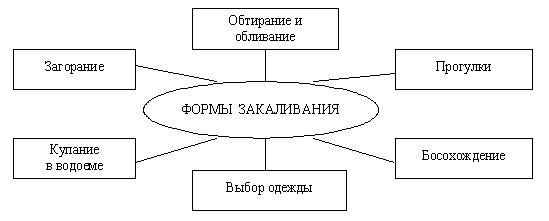 Обтирание и
обливание
Загорание
Прогулки
ФОРМЫ ЗАКАЛИВАНИЯ
Купание
в водоеме
Босохождение
Выбор одежды